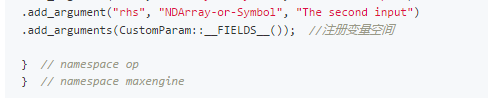 .add_argument("rhs", "NDArray-or-Symbol", "The second input")
.add_arguments(CustomParam::__FIELDS__());  //注册变量空间
}  // namespace op
}  // namespace maxengine